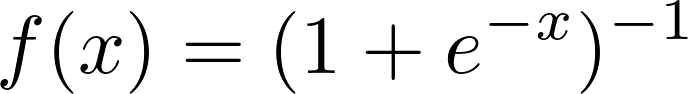 f(x) = (1 + e^{-x})^{-1}